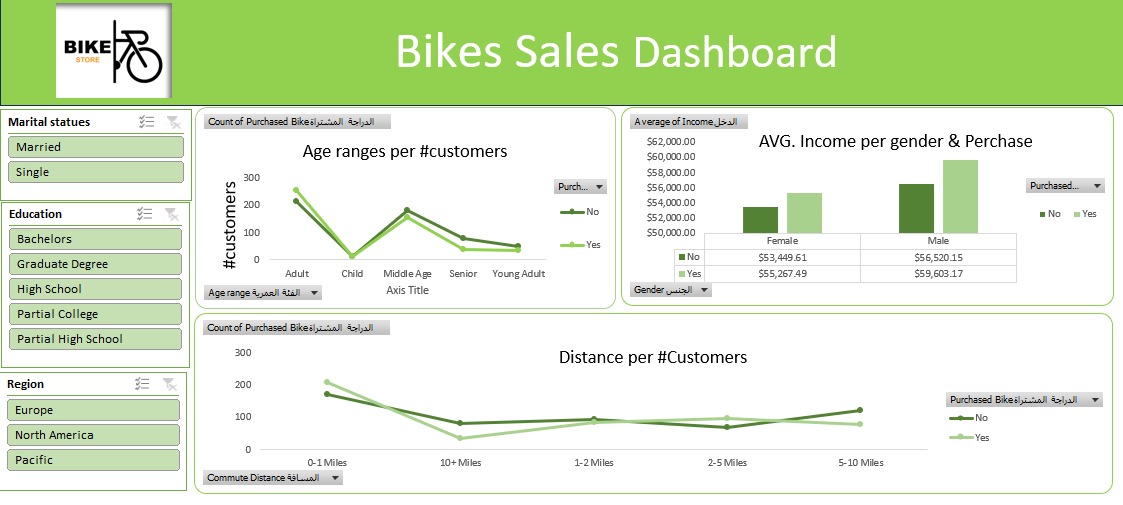 BIKE
STORE
Bikes Sales Dashboard
Marital statues
Married
Single
Education
Bachelors
Graduate Degree
High School
Partial College
Partial High School
Region
Europe
North America
Pacific
Count of Purchased Bike الدراجة المشتراة
Age ranges per #customers
#customers
300
200
100
0
Adult
Child
Middle Age
Senior
Young Adult
Axis Title
Age range الفئة العمرية
Purch...
No
Yes
Average of Income الدخل
AVG. Income per gender & Perchase
$62,000.00
$60,000.00
$58,000.00
$56,000.00
$54,000.00
$52,000.00
$50,000.00
Female Male
No $53,449.61 $56,520.15
Yes $55,267.49 $59,603.17
Gender الجنس
Purchased...
No Yes
Count of Purchased Bike الدراجة المشتراة
Distance per #Customers
300
200
100
0
0-1 Miles
10+ Miles
1-2 Miles
2-5 Miles
5-10 Miles
Commute Distance المسافة
Purchased Bike الدراجة المشتراة
No
Yes